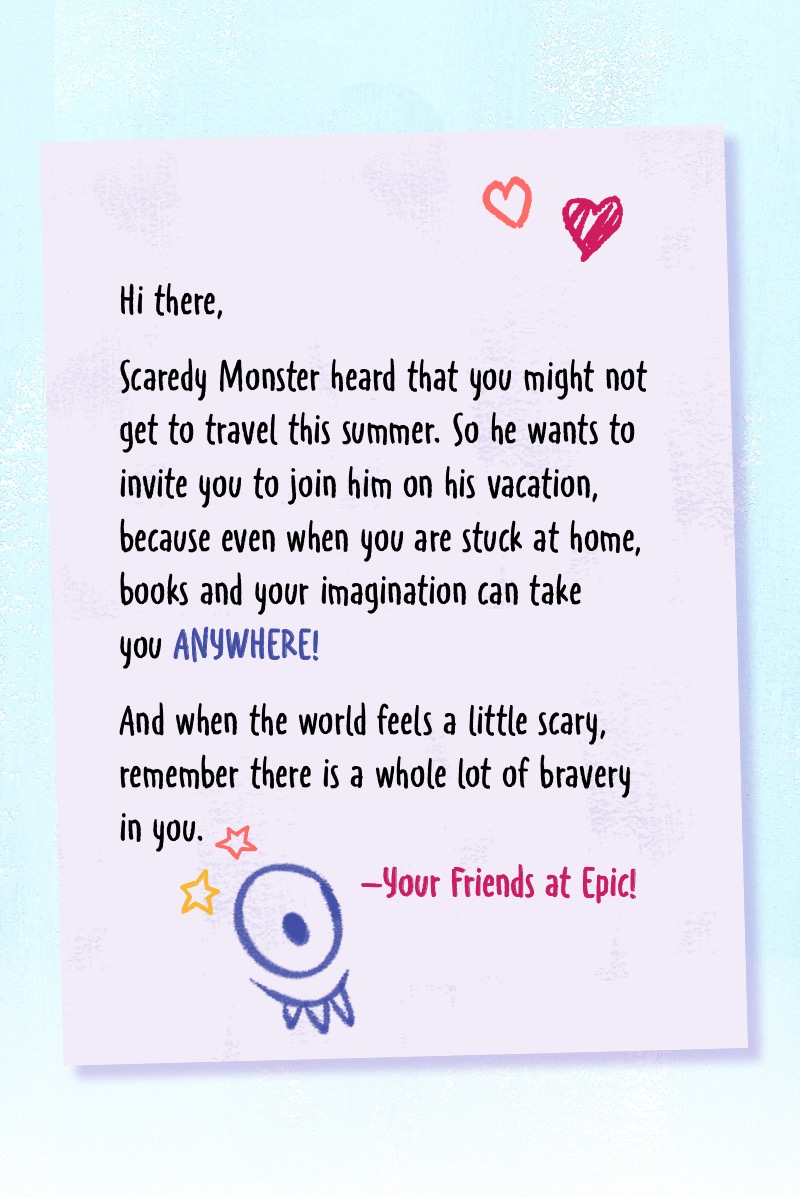 Hi there,
Scaredy Monster heard that you might not
get to travel this summer. So he wants to
invite you to join him on his vacation,
because even when you are stuck at home,
books and your imagination can take
you ANYWHERE!
And when the world feels a little scary,
remember there is a whole lot of bravery
in you.
–Your Friends at Epic!